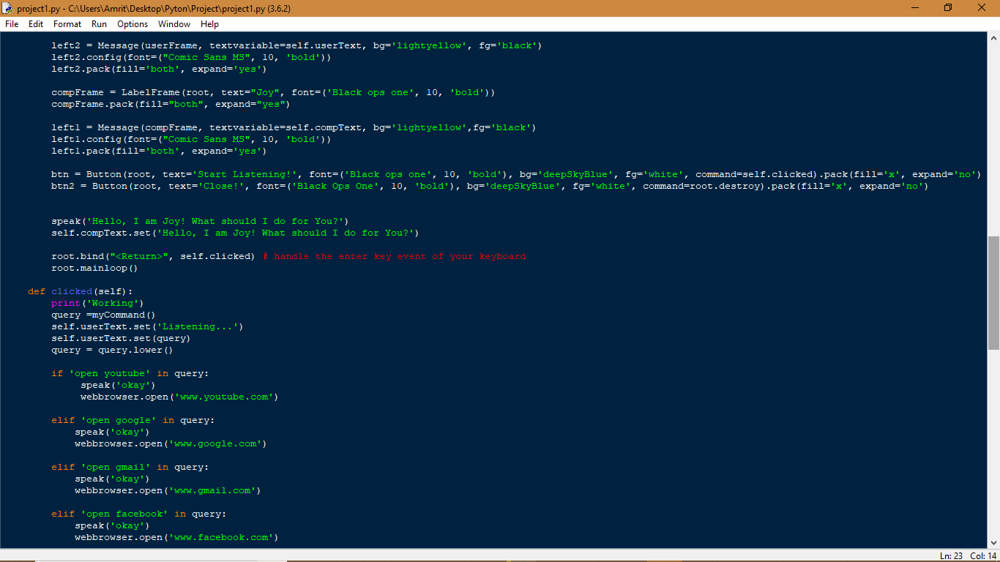 project1.py - C:\Users\Amrit\Desktop\Pyton\Project\project1.py (3.6.2)
File Edit Format Run Options Window Help
left2 = Message(userFrame, textvariable=self.userText, bg='lightyellow', fg='black')
left2.config(font=("Comic Sans MS", 10, 'bold'))
left2.pack(fill='both', expand='yes')
compFrame = LabelFrame(root, text="Joy", font=('Black ops one', 10, 'bold'))
compFrame.pack(fill="both", expand="yes")
left1 = Message(compFrame, textvariable=self.compText, bg='lightyellow',fg='black')
left1.config(font=("Comic Sans MS", 10, 'bold'))
left1.pack(fill='both', expand='yes')
btn = Button(root, text='Start Listening!', font=('Black ops one', 10, 'bold'), bg='deepSkyBlue', fg='white', command=self.clicked).pack(fill='x', expand='no')
btn2 = Button(root, text='Close!', font=('Black Ops One', 10, 'bold'), bg='deepSkyBlue', fg='white', command=root.destroy).pack(fill='x', expand='no')
speak('Hello, I am Joy! What should I do for You?')
self.compText.set('Hello, I am Joy! What should I do for You?')
root.bind("<Return>", self.clicked) # handle the enter key event of your keyboard
root.mainloop()
def clicked(self):
print('Working')
query =myCommand()
self.userText.set('Listening...')
self.userText.set(query)
query = query.lower()
if 'open youtube' in query:
speak('okay')
webbrowser.open('www.youtube.com')
elif 'open google' in query:
speak('okay')
webbrowser.open('www.google.com')
elif 'open gmail' in query:
speak('okay')
webbrowser.open('www.gmail.com')
elif 'open facebook' in query:
speak('okay')
webbrowser.open('www.facebook.com')
Ln: 23 Col: 14